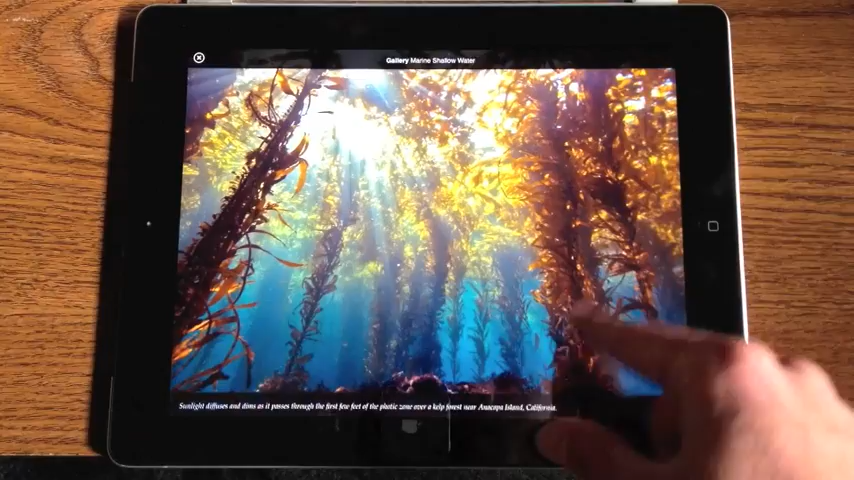 Gallery Marine Shallow Water
Sunlight diffuses and dims as it passes through the first few feet of the photic zone over a kelp forest near Anacapa Island, California.